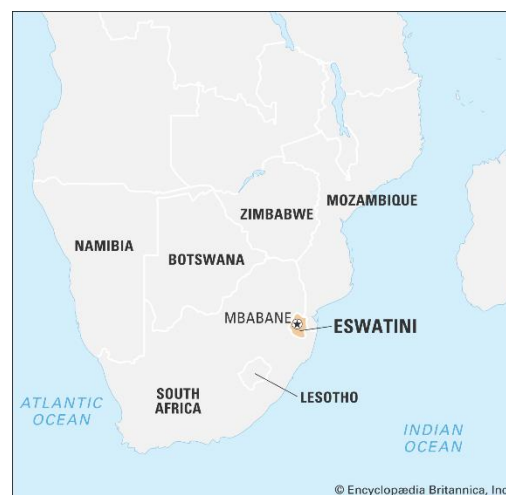 MOZAMBIQUE
ZIMBABWE
NAMIBIA
BOTSWANA
MBABANE
ESWATINI
SOUTH
AFRICA
LESOTHO
ATLANTIC
OCEAN
INDIAN
OCEAN
© Encyclopædia Britannica, Inc